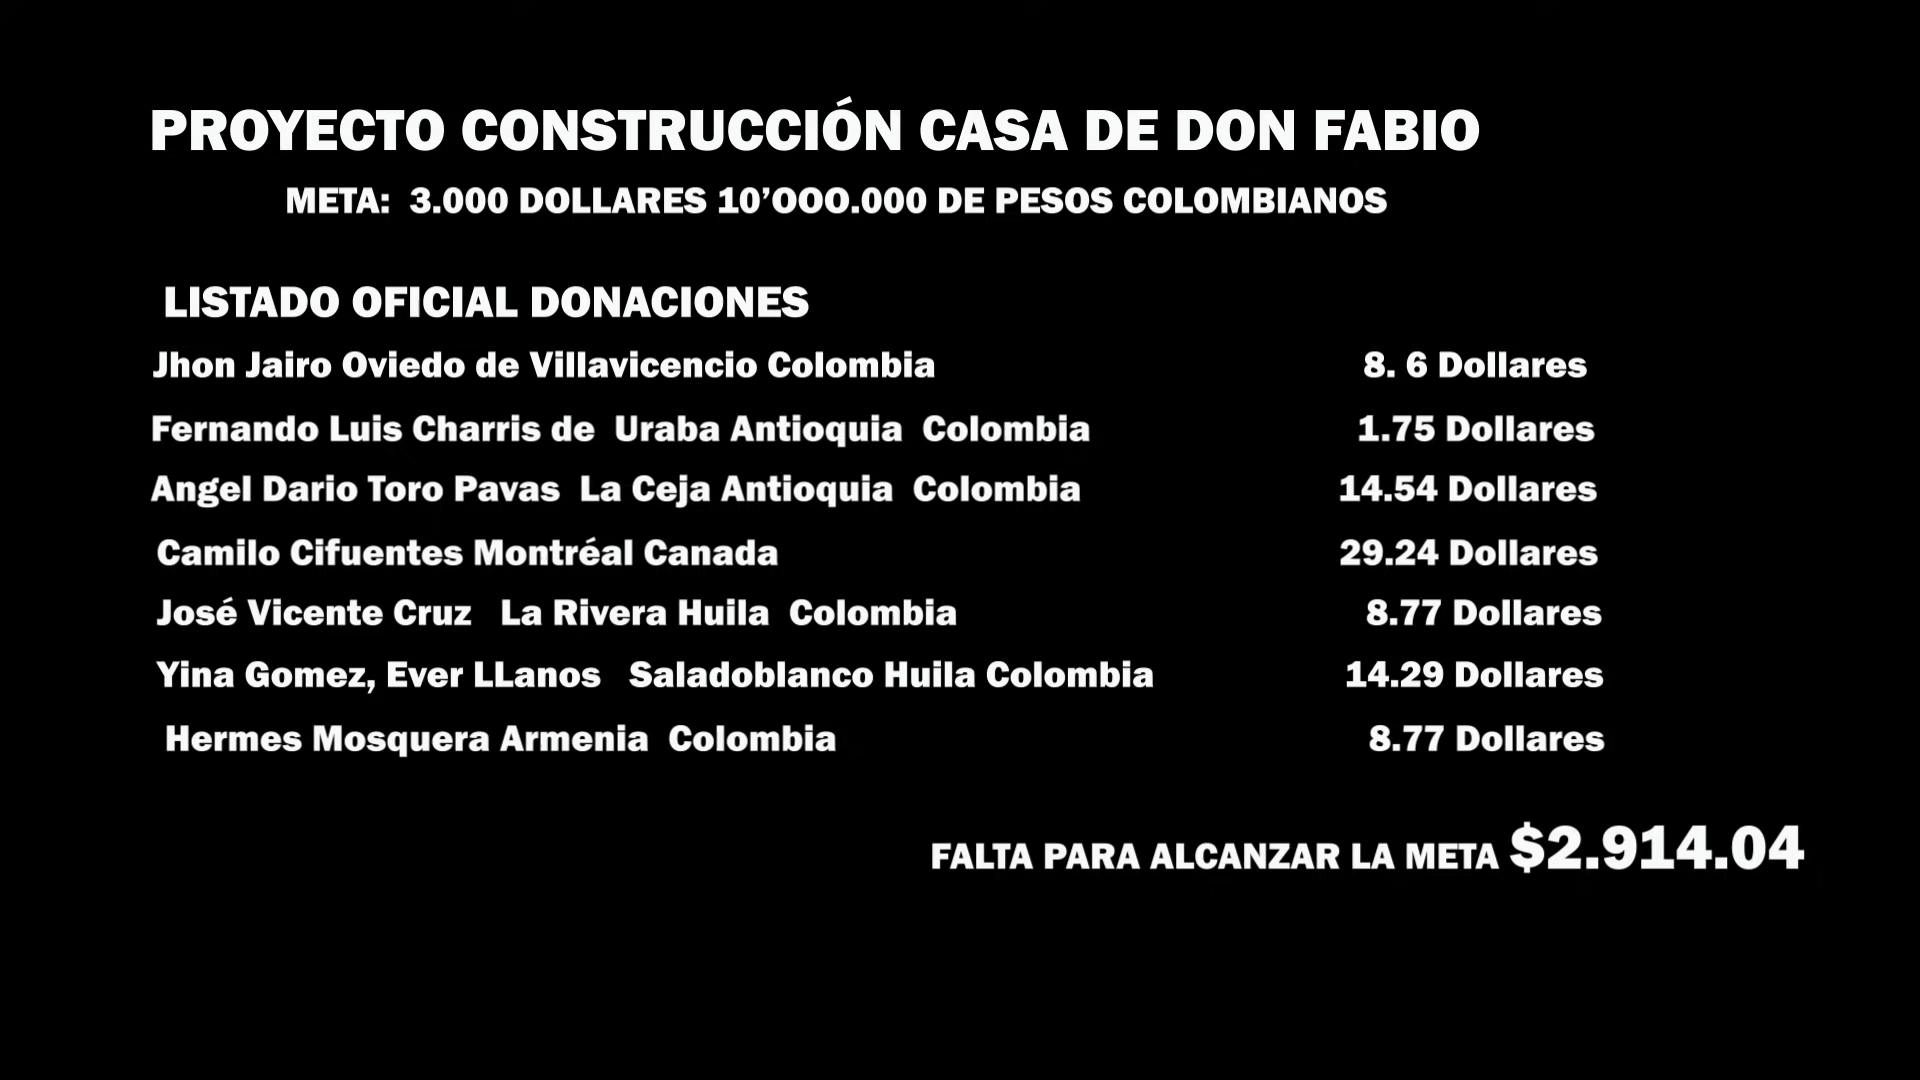 PROYECTO CONSTRUCCIÓN CASA DE DON FABIO
META: 3.000 DOLLARES 10’OOO.000 DE PESOS COLOMBIANOS
LISTADO OFICIAL DONACIONES
Jhon Jairo Oviedo de Villavicencio Colombia 8. 6 Dollares
Fernando Luis Charris de Uraba Antioquia Colombia 1.75 Dollares
Angel Dario Toro Pavas La Ceja Antioquia Colombia 14.54 Dollares
Camilo Cifuentes Montréal Canada 29.24 Dollares
José Vicente Cruz La Rivera Huila Colombia 8.77 Dollares
Yina Gomez, Ever LLanos Saladoblanco Huila Colombia 14.29 Dollares
Hermes Mosquera Armenia Colombia 8.77 Dollares
FALTA PARA ALCANZAR LA META $2.914.04